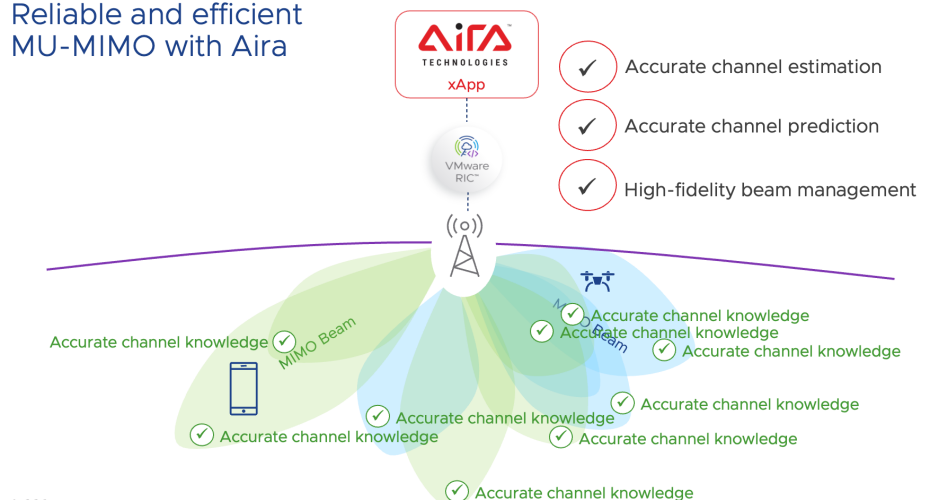 Reliable and efficient
MU-MIMO with Aira
AirA
TECHNOLOGIES
xApp
Accurate channel estimation
Accurate channel prediction
High-fidelity beam management
VMware
RIC™
MIMO Beam
MIMO Beam
Accurate channel knowledge
Accurate channel knowledge
Accurate channel knowledge
Accurate channel knowledge
Accurate channel knowledge
Accurate channel knowledge
Accurate channel knowledge
Accurate channel knowledge
Accurate channel knowledge